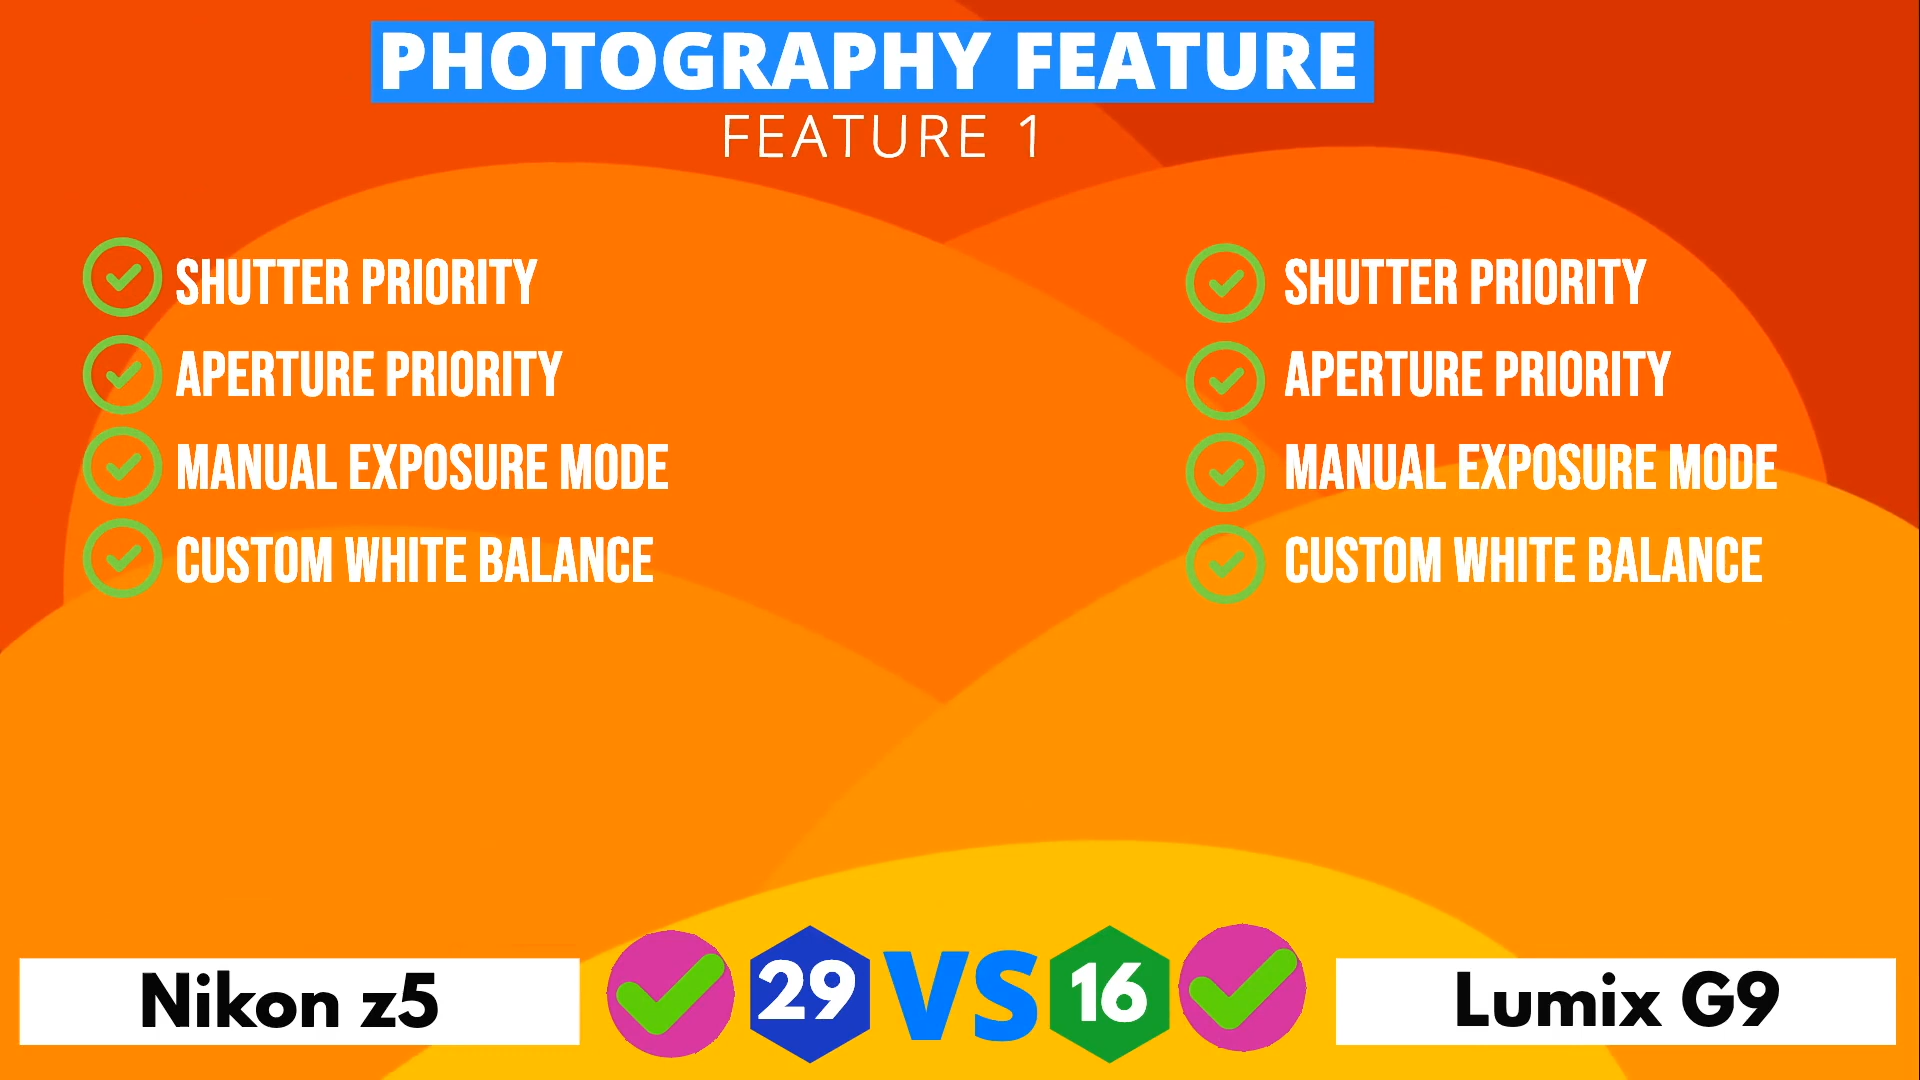 PHOTOGRAPHY FEATURE
FEATURE 1
SHUTTER PRIORITY
APERTURE PRIORITY
MANUAL EXPOSURE MODE
CUSTOM WHITE BALANCE
SHUTTER PRIORITY
APERTURE PRIORITY
MANUAL EXPOSURE MODE
CUSTOM WHITE BALANCE
Nikon z5
29
VS
16
Lumix G9